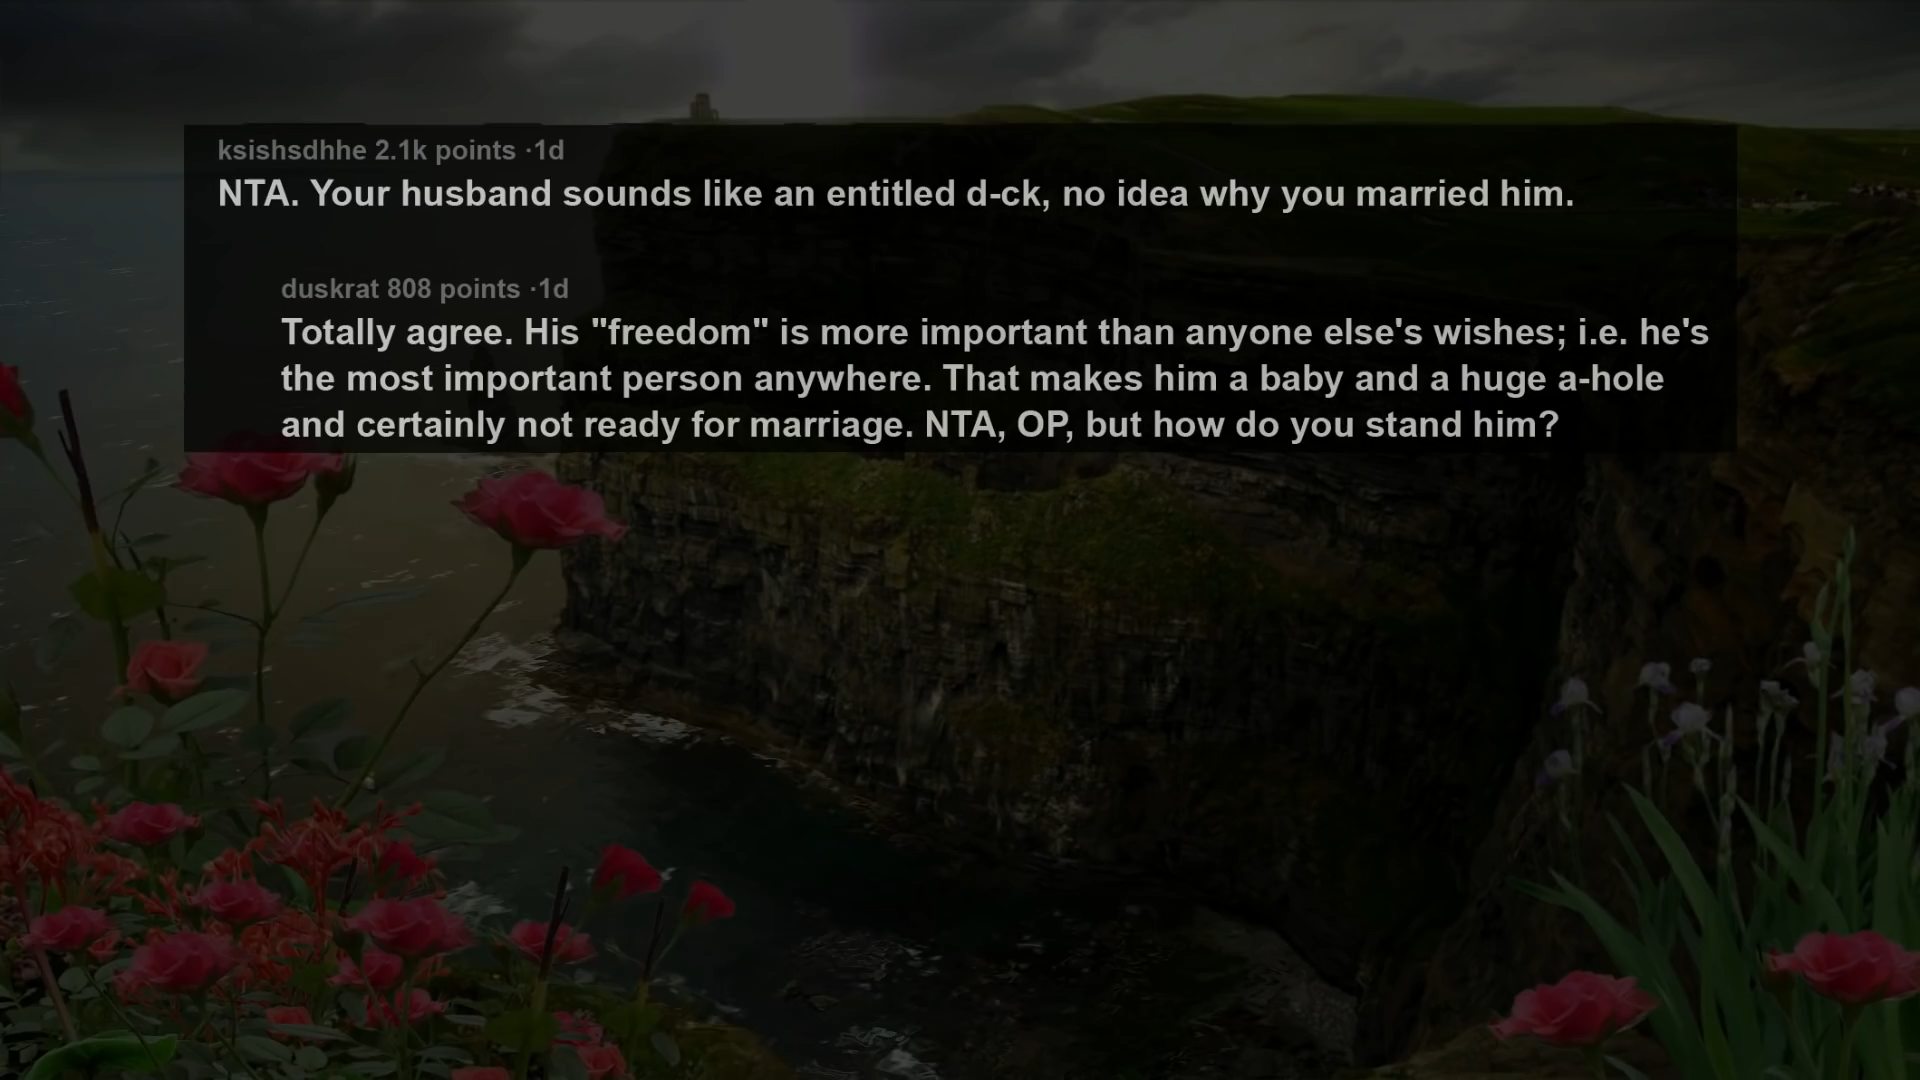 ksishsdhhe 2.1k points ·1d
NTA. Your husband sounds like an entitled d-ck, no idea why you married him.
duskrat 808 points ·1d
Totally agree. His "freedom" is more important than anyone else's wishes; i.e. he's
the most important person anywhere. That makes him a baby and a huge a-hole
and certainly not ready for marriage. NTA, OP, but how do you stand him?